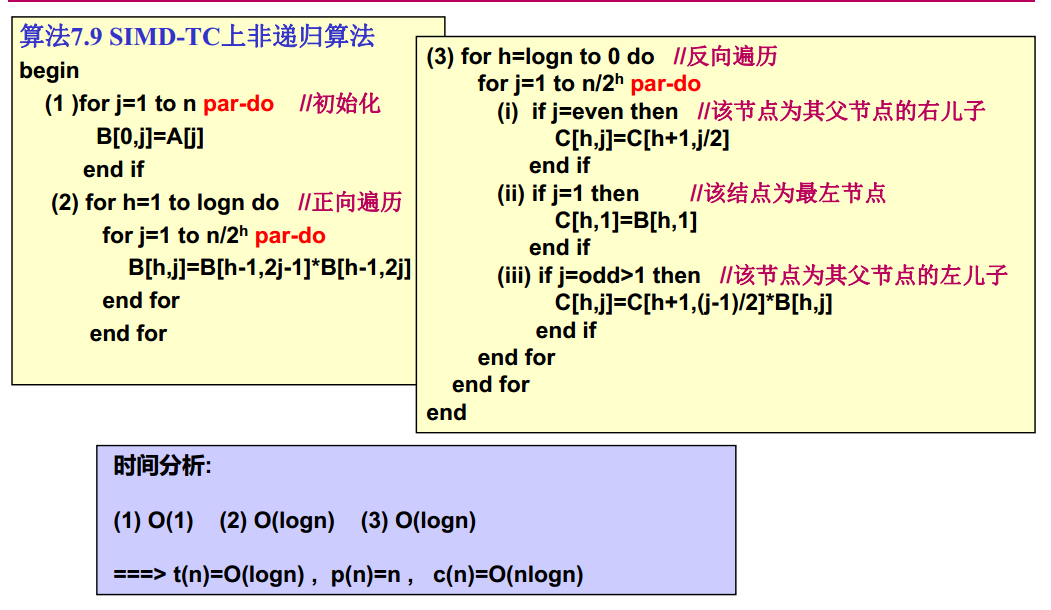 算法7.9 SIMD-TC上非递归算法
begin
(1 )for j=1 to n par-do //初始化
B[0,j]=A[j]
end if
(2) for h=1 to logn do //正向遍历
for j=1 to n/2ʰ par-do
B[h,j]=B[h-1,2j-1]*B[h-1,2j]
end for
end for
(3) for h=logn to 0 do //反向遍历
for j=1 to n/2ʰ par-do
(i) if j=even then //该节点为其父节点的右儿子
C[h,j]=C[h+1,j/2]
end if
(ii) if j=1 then //该结点为最左节点
C[h,1]=B[h,1]
end if
(iii) if j=odd>1 then //该节点为其父节点的左儿子
C[h,j]=C[h+1,(j-1)/2]*B[h,j]
end if
end for
end for
end
时间分析:
(1) O(1) (2) O(logn) (3) O(logn)
===> t(n)=O(logn) , p(n)=n , c(n)=O(nlogn)